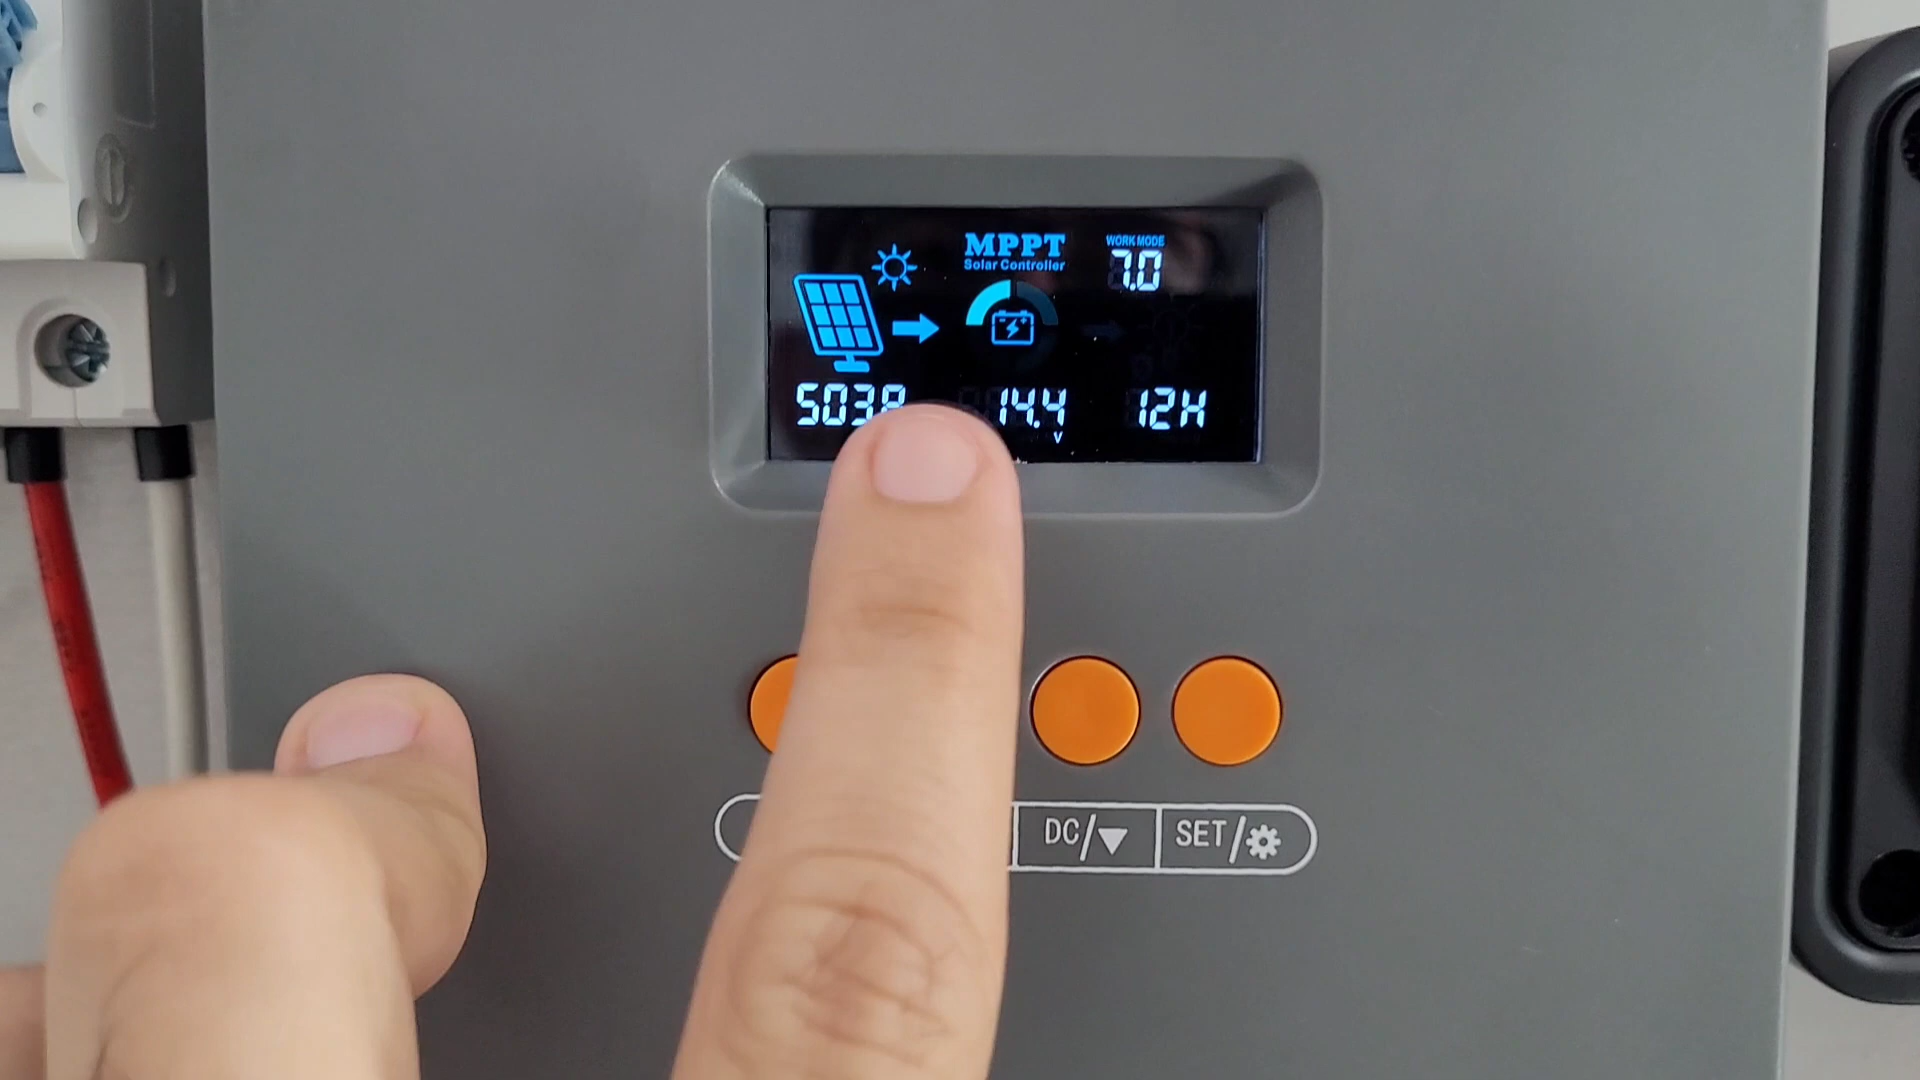 MPPT
Solar Controller
WORK MODE
7.0
5038
14.4
V
12H
DC/▼
SET/